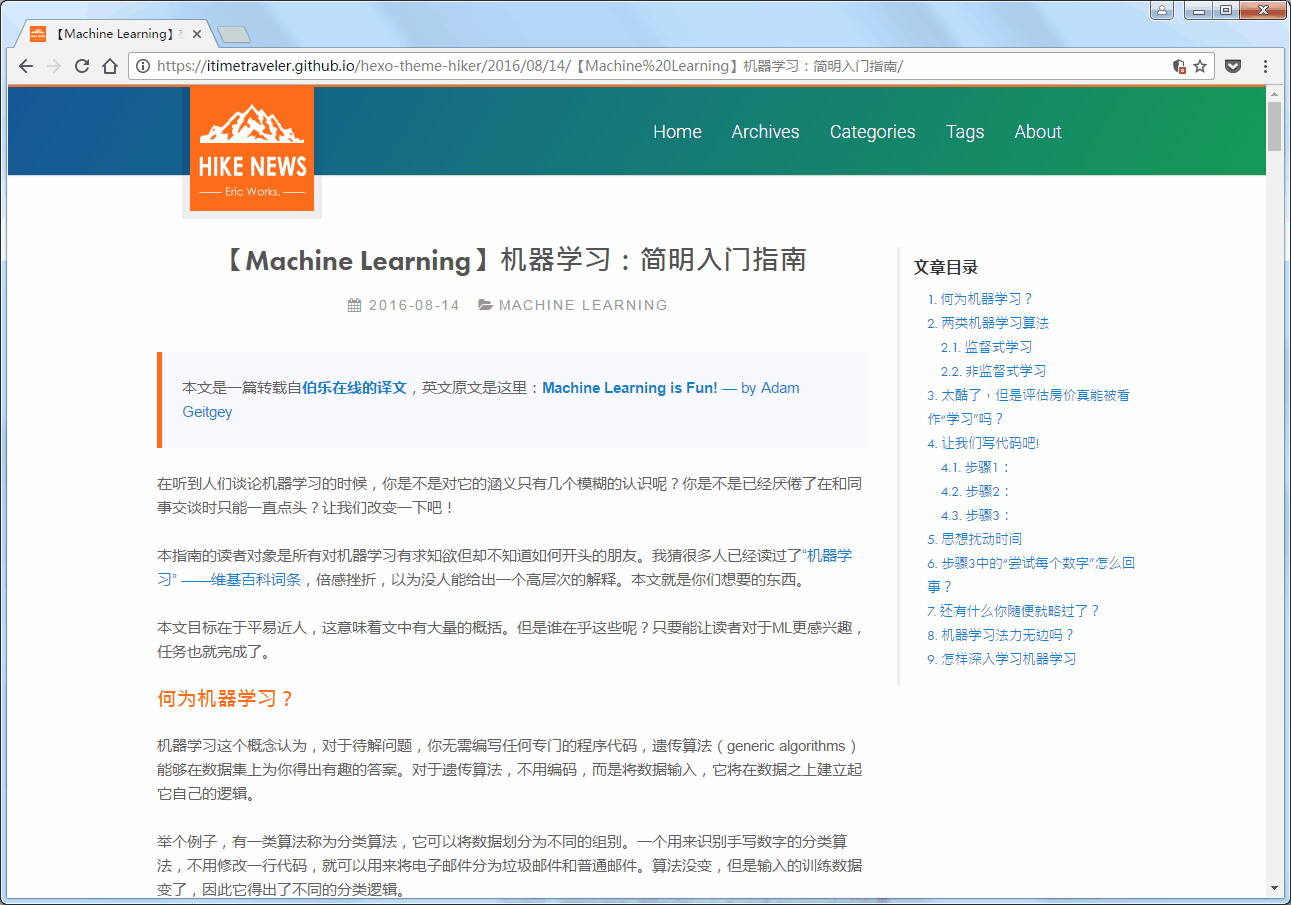 【Machine Learning】
https://itimetraveler.github.io/hexo-theme-hiker/2016/08/14/【Machine%20Learning】机器学习：简明入门指南/
Home Archives Categories Tags About
HIKE NEWS
Eric Works.
【Machine Learning】机器学习：简明入门指南
2016-08-14 MACHINE LEARNING
本文是一篇转载自伯乐在线的译文，英文原文是这里：Machine Learning is Fun! — by Adam
Geitgey
在听到人们谈论机器学习的时候，你是不是对它的涵义只有几个模糊的认识呢？你是不是已经厌倦了在和同
事交谈时只能一直点头？让我们改变一下吧！
本指南的读者对象是所有对机器学习有求知欲但却不知道如何开头的朋友。我猜很多人已经读过了“机器学
习” ——维基百科词条，倍感挫折，以为没人能给出一个高层次的解释。本文就是你们想要的东西。
本文目标在于平易近人，这意味着文中有大量的概括。但是谁在乎这些呢？只要能让读者对于ML更感兴趣，
任务也就完成了。
何为机器学习？
机器学习这个概念认为，对于待解问题，你无需编写任何专门的程序代码，遗传算法（generic algorithms）
能够在数据集上为你得出有趣的答案。对于遗传算法，不用编码，而是将数据输入，它将在数据之上建立起
它自己的逻辑。
举个例子，有一类算法称为分类算法，它可以将数据划分为不同的组别。一个用来识别手写数字的分类算
法，不用修改一行代码，就可以用来将电子邮件分为垃圾邮件和普通邮件。算法没变，但是输入的训练数据
变了，因此它得出了不同的分类逻辑。
文章目录
1. 何为机器学习？
2. 两类机器学习算法
2.1. 监督式学习
2.2. 非监督式学习
3. 太酷了，但是评估房价真能被看
作“学习”吗？
4. 让我们写代码吧!
4.1. 步骤1：
4.2. 步骤2：
4.3. 步骤3：
5. 思想扰动时间
6. 步骤3中的“尝试每个数字”怎么回
事？
7. 还有什么你随便就略过了？
8. 机器学习法力无边吗？
9. 怎样深入学习机器学习